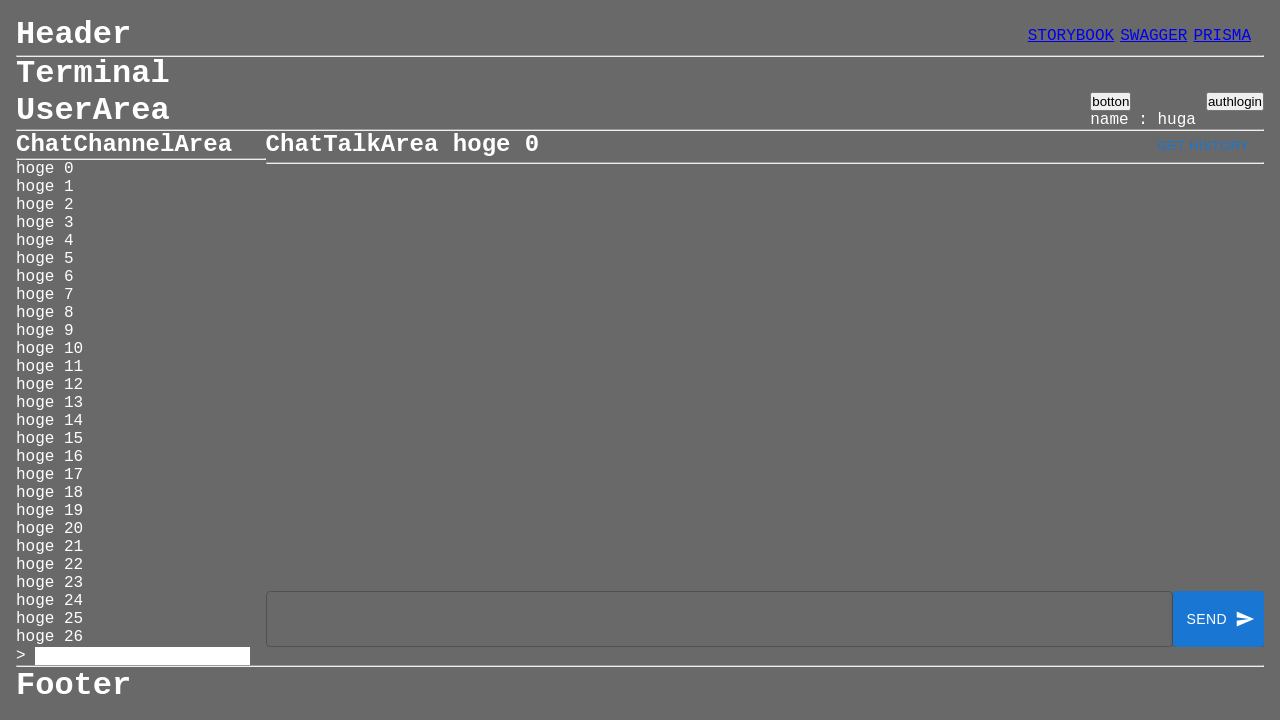 Header
STORYBOOK SWAGGER PRISMA
Terminal
UserArea
botton authlogin
name : huga
ChatChannelArea
ChatTalkArea hoge 0
GET HISTORY
hoge 0
hoge 1
hoge 2
hoge 3
hoge 4
hoge 5
hoge 6
hoge 7
hoge 8
hoge 9
hoge 10
hoge 11
hoge 12
hoge 13
hoge 14
hoge 15
hoge 16
hoge 17
hoge 18
hoge 19
hoge 20
hoge 21
hoge 22
hoge 23
hoge 24
hoge 25
hoge 26
SEND
>
Footer